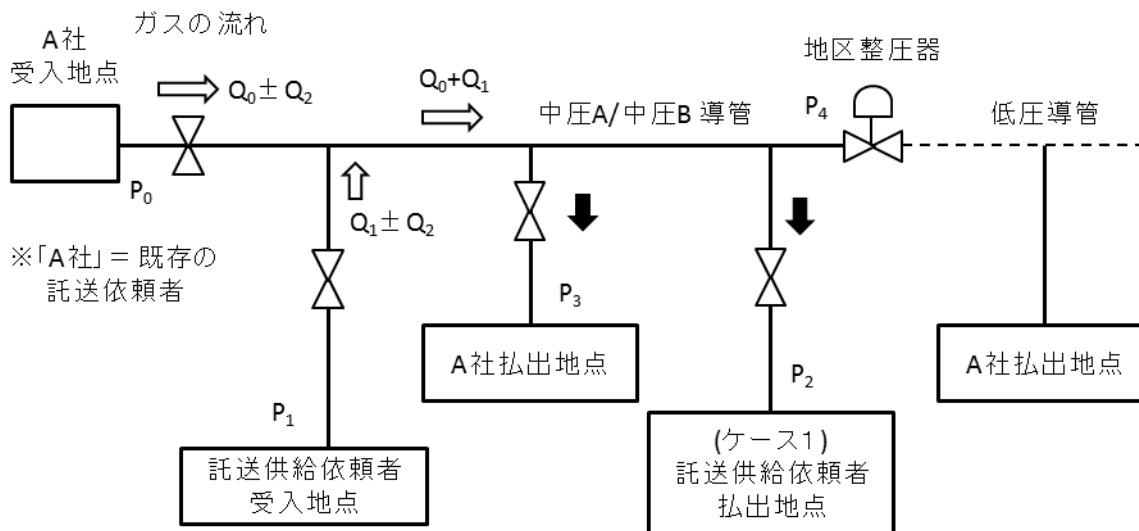 ガスの流れ
A社
受入地点
Q₀± Q₂
Q₀+Q₁
地区整圧器
中圧A/中圧B 導管
P₄
低圧導管
P₀
Q₁± Q₂
※「A社」＝既存の
託送依頼者
P₃
A社払出地点
P₂
A社払出地点
P₁
(ケース1)
託送供給依頼者
払出地点
託送供給依頼者
受入地点